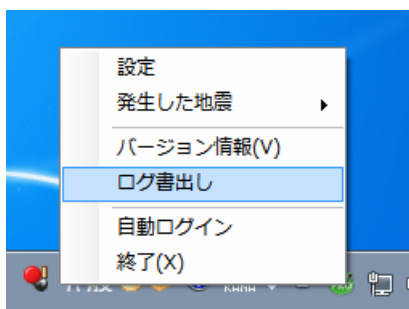 設定
発生した地震
バージョン情報(V)
ログ書出し
自動ログイン
終了(X)